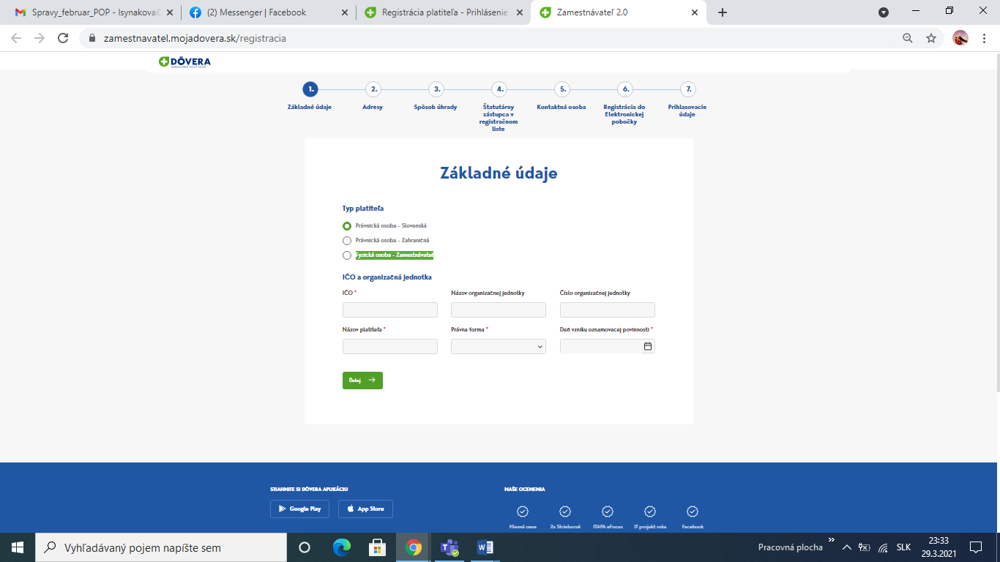 Spravy_februar_POP - lsynakova@
(2) Messenger | Facebook
Registrácia platiteľa - Prihlásenie
Zamestnávateľ 2.0
zamestnavatel.mojadovera.sk/registracia
DÔVERA
ZDRAVOTNÁ POISŤOVŇA
1.
2.
3.
4.
5.
6.
7.
Základné údaje
Adresy
Spôsob úhrady
Štatutárny zástupca v registračnom liste
Kontaktná osoba
Registrácia do Elektronickej pobočky
Prihlasovacie údaje
Základné údaje
Typ platiteľa
Právnická osoba - Slovenská
Právnická osoba - Zahraničná
Fyzická osoba - Zamestnávateľ
IČO a organizačná jednotka
IČO *
Názov organizačnej jednotky
Číslo organizačnej jednotky
Názov platiteľa *
Právna forma *
Deň vzniku oznamovacej povinnosti *
Ďalej
STIAHNITE SI DÔVERA APLIKÁCIU
NAŠE OCENENIA
Google Play
App Store
Hlavná cena
2x Strieborná
ITAPA eFocus
IT projekt roka
Facebook
Vyhľadávaný pojem napíšte sem
Pracovná plocha
SLK
23:33
29.3.2021